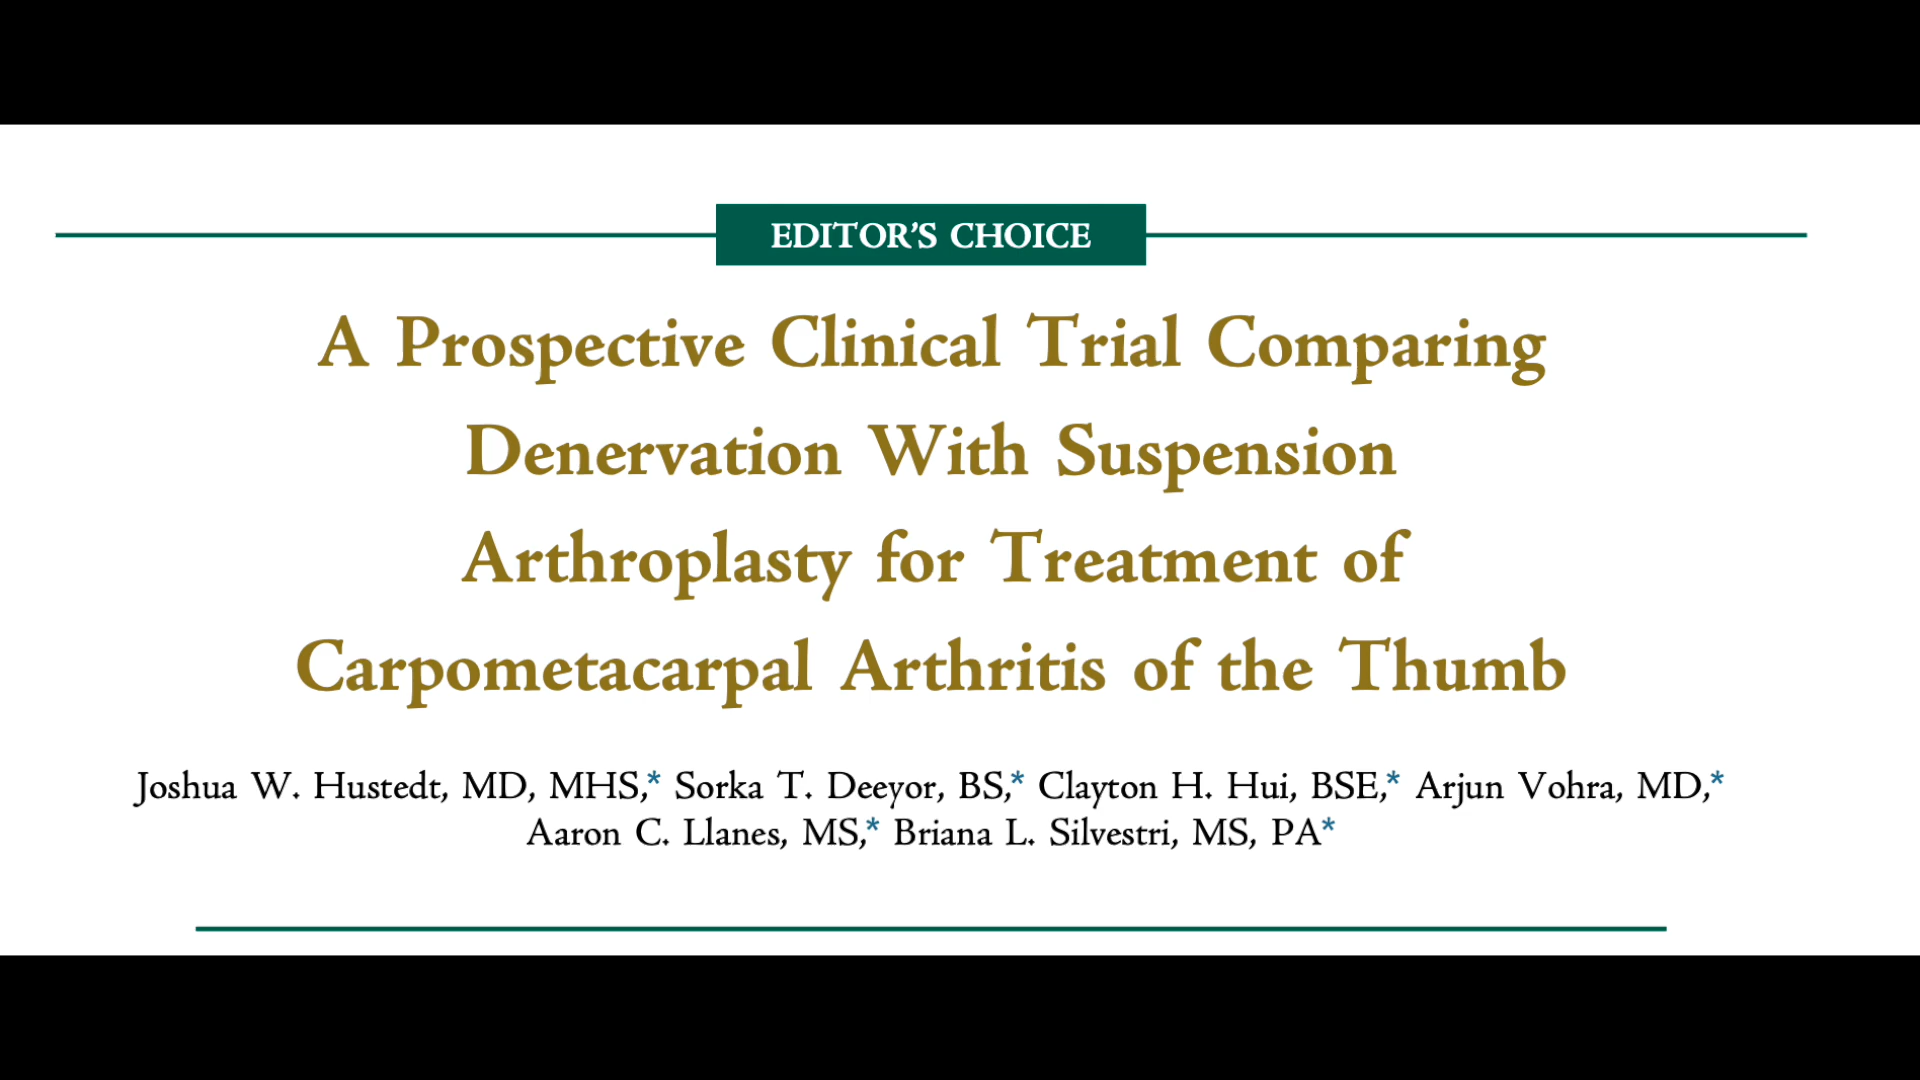 EDITOR'S CHOICE
A Prospective Clinical Trial Comparing
Denervation With Suspension
Arthroplasty for Treatment of
Carpometacarpal Arthritis of the Thumb
Joshua W. Hustedt, MD, MHS,* Sorka T. Deeyor, BS,* Clayton H. Hui, BSE,* Arjun Vohra, MD,*
Aaron C. Llanes, MS,* Briana L. Silvestri, MS, PA*